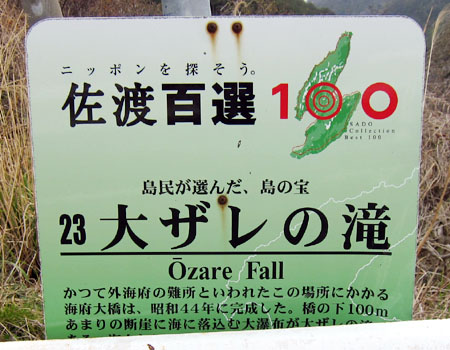 ニッポンを探そう。
佐渡百選 100
SADO
Collection
Best 100
島民が選んだ、島の宝
23 大ザレの滝
Ōzare Fall
かつて外海府の難所といわれたこの場所にかかる
海府大橋は、昭和44年に完成した。橋の下100m
あまりの断崖に海に落込む大瀑布が大ザレの滝